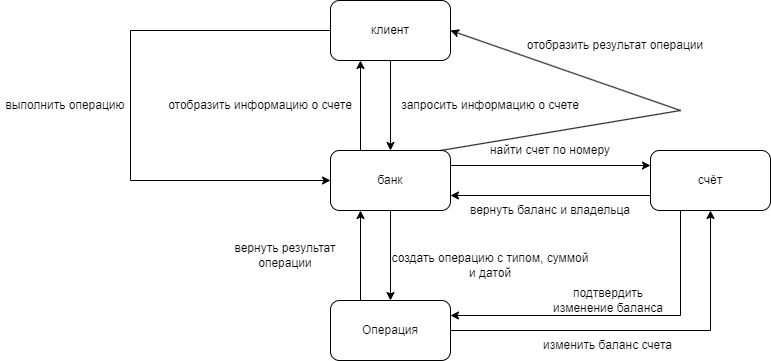 клиент
отобразить результат операции
выполнить операцию
отобразить информацию о счете
запросить информацию о счете
найти счет по номеру
банк
счёт
вернуть баланс и владельца
вернуть результат
операции
создать операцию с типом, суммой
и датой
подтвердить
изменение баланса
Операция
изменить баланс счета